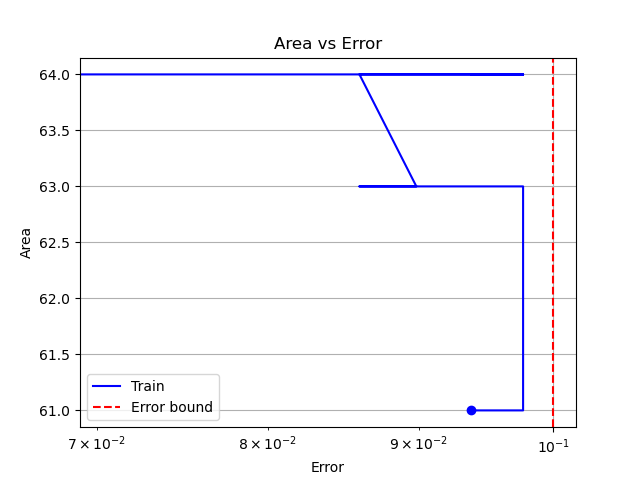 Area vs Error
Area
64.0
63.5
63.0
62.5
62.0
61.5
61.0
Train
Error bound
7 × 10⁻²
8 × 10⁻²
9 × 10⁻²
10⁻¹
Error